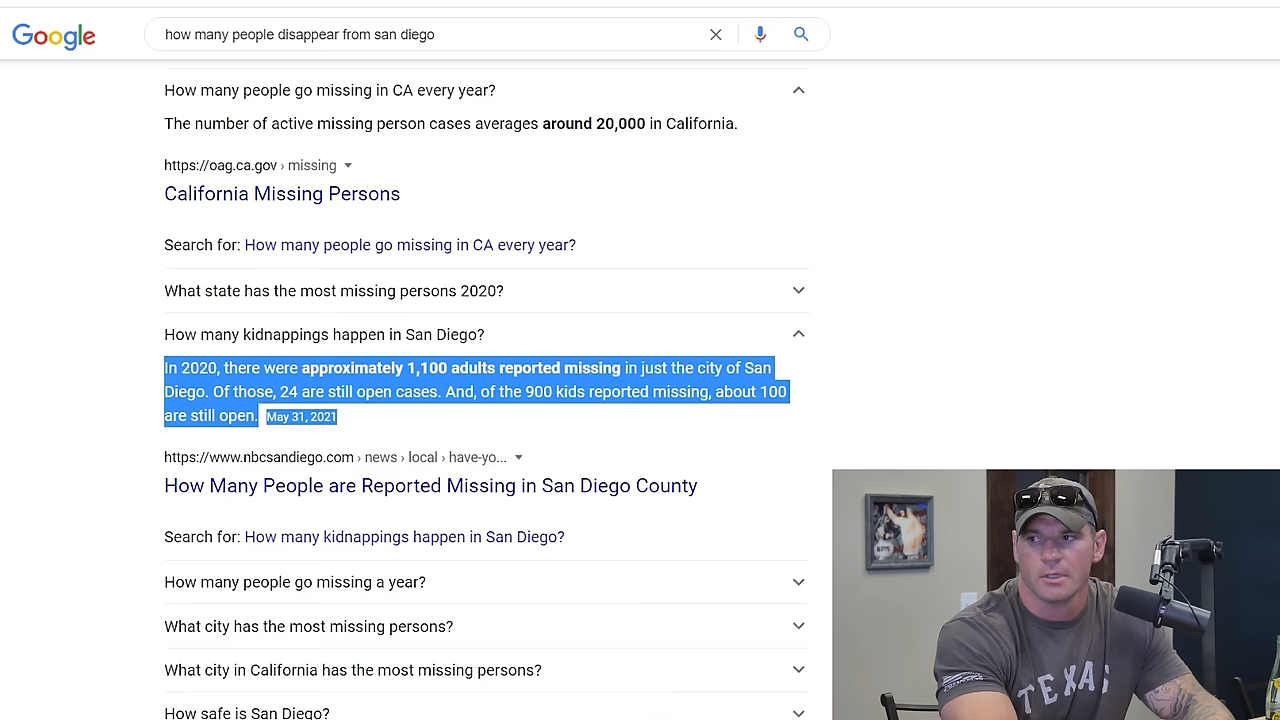 Google
how many people disappear from san diego
How many people go missing in CA every year?
The number of active missing person cases averages around 20,000 in California.
https://oag.ca.gov › missing
California Missing Persons
Search for: How many people go missing in CA every year?
What state has the most missing persons 2020?
How many kidnappings happen in San Diego?
In 2020, there were approximately 1,100 adults reported missing in just the city of San
Diego. Of those, 24 are still open cases. And, of the 900 kids reported missing, about 100
are still open. May 31, 2021
https://www.nbcsandiego.com › news › local › have-yo...
How Many People are Reported Missing in San Diego County
Search for: How many kidnappings happen in San Diego?
How many people go missing a year?
What city has the most missing persons?
What city in California has the most missing persons?
How safe is San Diego?
TEXAS